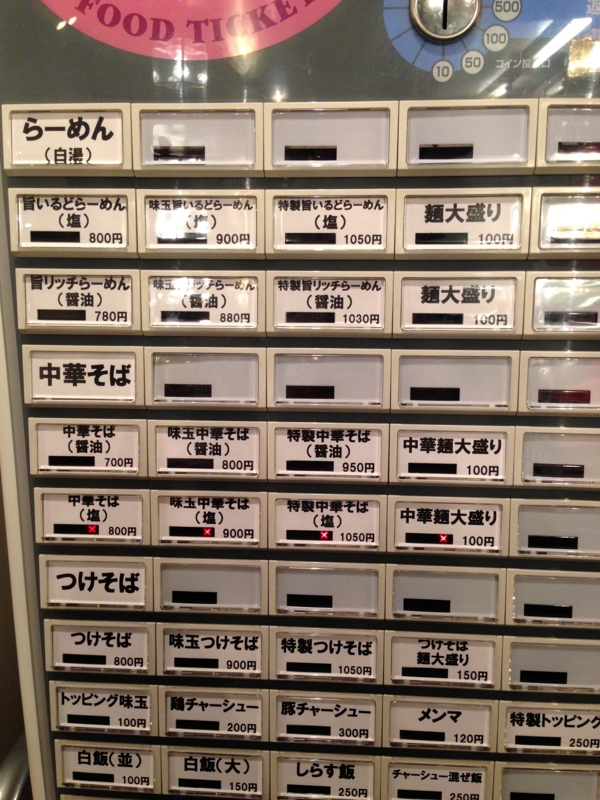 FOOD TICKET
500
100
50
10
コイン投入口
らーめん
(白湯)
旨いるどらーめん
(塩)
800円
味玉旨いるどらーめん
(塩)
900円
特製旨いるどらーめん
(塩)
1050円
麺大盛り
100円
旨リッチらーめん
(醤油)
780円
味玉旨リッチらーめん
(醤油)
880円
特製旨リッチらーめん
(醤油)
1030円
麺大盛り
100円
中華そば
中華そば
(醤油)
700円
味玉中華そば
(醤油)
800円
特製中華そば
(醤油)
950円
中華麺大盛り
100円
中華そば
(塩)
800円
味玉中華そば
(塩)
900円
特製中華そば
(塩)
1050円
中華麺大盛り
100円
つけそば
つけそば
800円
味玉つけそば
900円
特製つけそば
1050円
つけそば
麺大盛り
150円
トッピング味玉
100円
鶏チャーシュー
200円
豚チャーシュー
300円
メンマ
120円
特製トッピング
250円
白飯(並)
100円
白飯(大)
150円
しらす飯
250円
チャーシュー混ぜ飯
250円